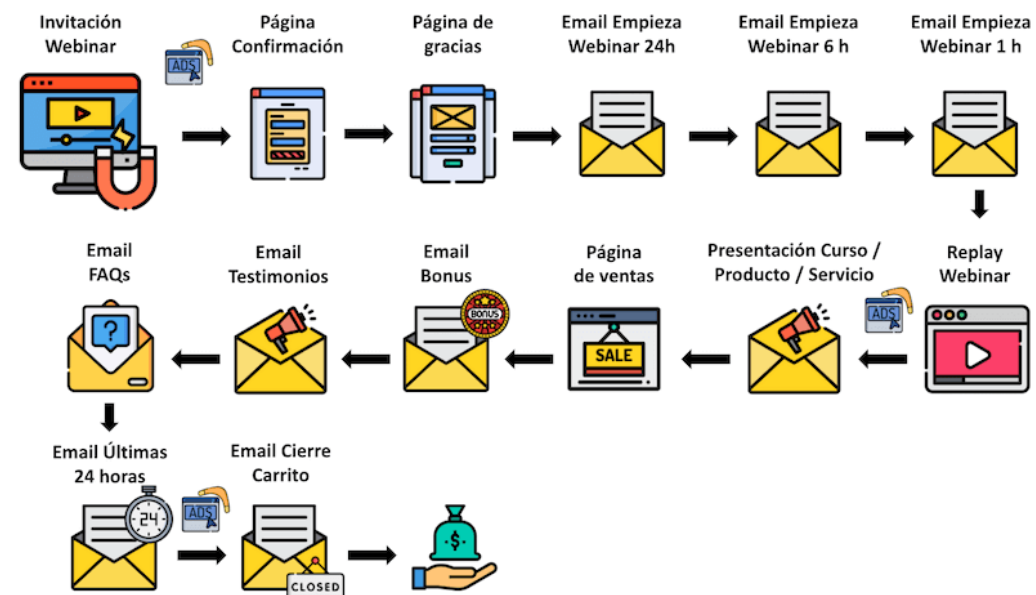 Invitación
Webinar
ADS
Página
Confirmación
Página de
gracias
Email Empieza
Webinar 24h
Email Empieza
Webinar 6 h
Email Empieza
Webinar 1 h
Replay
Webinar
ADS
Presentación Curso /
Producto / Servicio
Página
de ventas
SALE
Email
Bonus
BONUS
Email
Testimonios
Email
FAQs
?
Email Últimas
24 horas
24
ADS
Email Cierre
Carrito
CLOSED
$